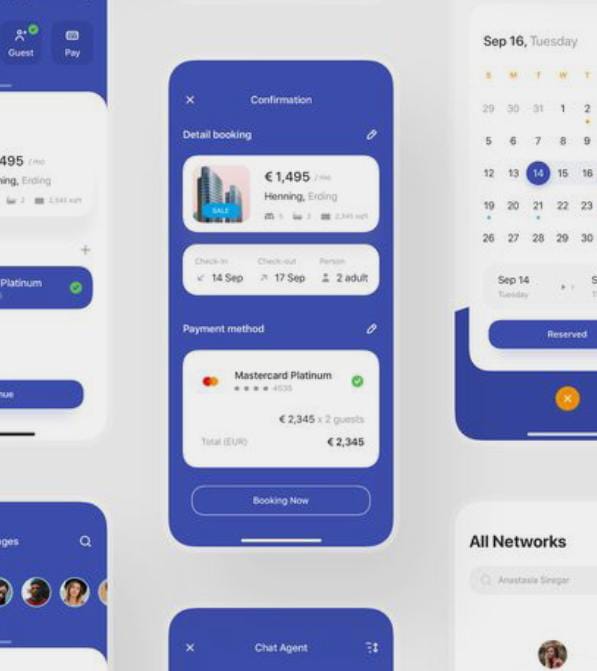 Guest
Pay
495 /mo
ning, Erding
2
2,345 sqft
+
Platinum
nue
ges
Confirmation
Detail booking
€ 1,495 /mo
Henning, Erding
SALE
5 2 2,345 sqft
Check-in Check-out Person
14 Sep 17 Sep 2 adult
Payment method
Mastercard Platinum
4535
€ 2,345 x 2 guests
Total (EUR) € 2,345
Booking Now
Chat Agent
Sep 16, Tuesday
S M T W T
29 30 31 1 2
5 6 7 8 9
12 13 14 15 16
19 20 21 22 23
26 27 28 29 30
Sep 14 S
Tuesday T
Reserved
All Networks
Anastasia Siregar